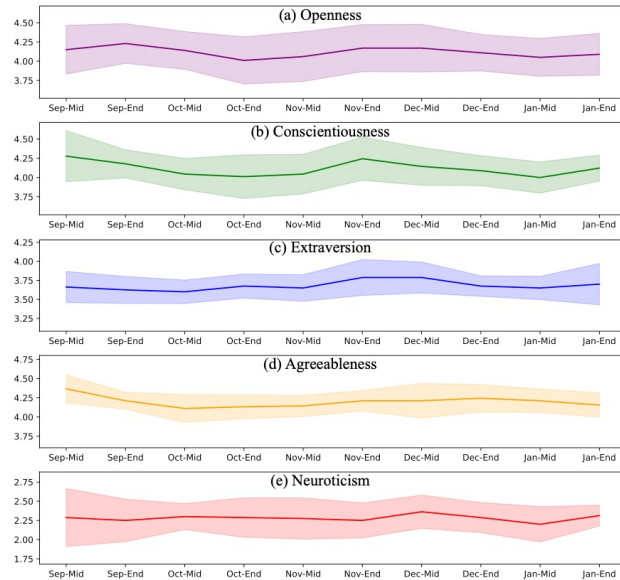 (a) Openness
4.50
4.25
4.00
3.75
Sep-Mid Sep-End Oct-Mid Oct-End Nov-Mid Nov-End Dec-Mid Dec-End Jan-Mid Jan-End
(b) Conscientiousness
4.50
4.25
4.00
3.75
Sep-Mid Sep-End Oct-Mid Oct-End Nov-Mid Nov-End Dec-Mid Dec-End Jan-Mid Jan-End
(c) Extraversion
4.25
4.00
3.75
3.50
Sep-Mid Sep-End Oct-Mid Oct-End Nov-Mid Nov-End Dec-Mid Dec-End Jan-Mid Jan-End
(d) Agreeableness
4.75
4.50
4.25
4.00
3.75
Sep-Mid Sep-End Oct-Mid Oct-End Nov-Mid Nov-End Dec-Mid Dec-End Jan-Mid Jan-End
(e) Neuroticism
2.75
2.50
2.25
2.00
1.75
Sep-Mid Sep-End Oct-Mid Oct-End Nov-Mid Nov-End Dec-Mid Dec-End Jan-Mid Jan-End